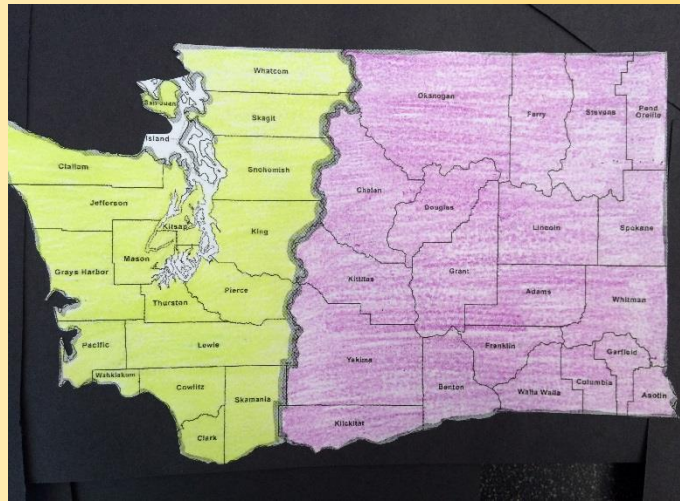 Whatcom
Okanogan
Ferry
Stevens
Pend
Oreille
San Juan
Skagit
Island
Snohomish
Clallam
Chelan
Jefferson
Douglas
Kitsap
King
Lincoln
Spokane
Mason
Grays Harbor
Kittitas
Grant
Pierce
Adams
Whitman
Thurston
Pacific
Lewis
Franklin
Garfield
Yakima
Wahkiakum
Cowlitz
Benton
Columbia
Walla Walla
Asotin
Skamania
Klickitat
Clark